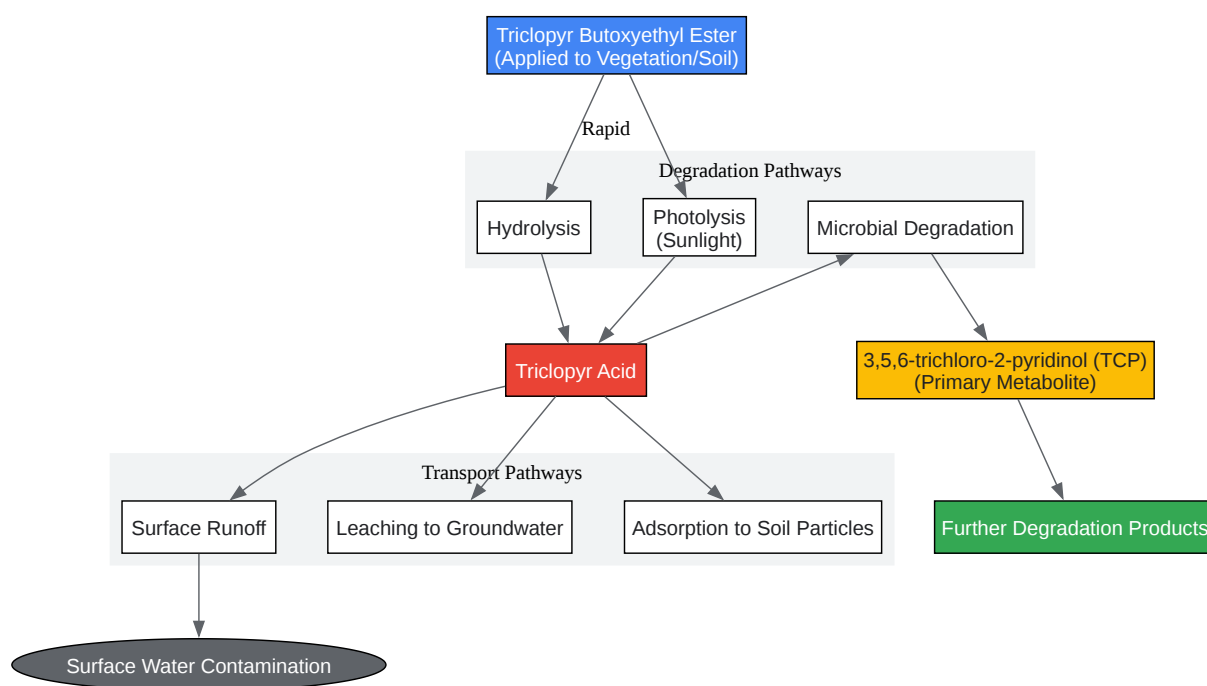 Triclopyr Butoxyethyl Ester
(Applied to Vegetation/Soil)
Rapid
Degradation Pathways
Hydrolysis
Photolysis
(Sunlight)
Microbial Degradation
Triclopyr Acid
3,5,6-trichloro-2-pyridinol (TCP)
(Primary Metabolite)
Transport Pathways
Surface Runoff
Leaching to Groundwater
Adsorption to Soil Particles
Further Degradation Products
Surface Water Contamination